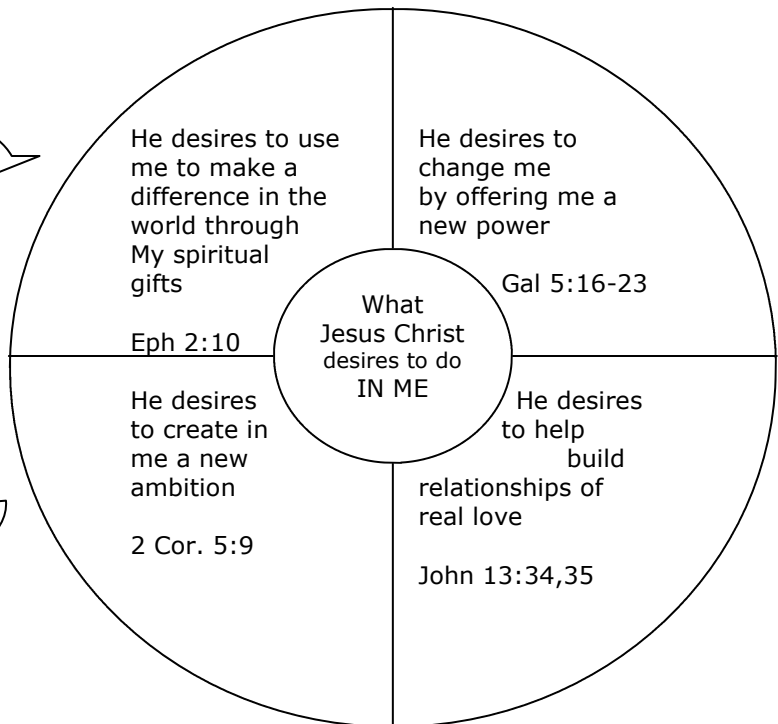 He desires to use
me to make a
difference in the
world through
My spiritual
gifts
Eph 2:10
He desires to
change me
by offering me a
new power
Gal 5:16-23
What
Jesus Christ
desires to do
IN ME
He desires
to create in
me a new
ambition
2 Cor. 5:9
He desires
to help
build
relationships of
real love
John 13:34,35